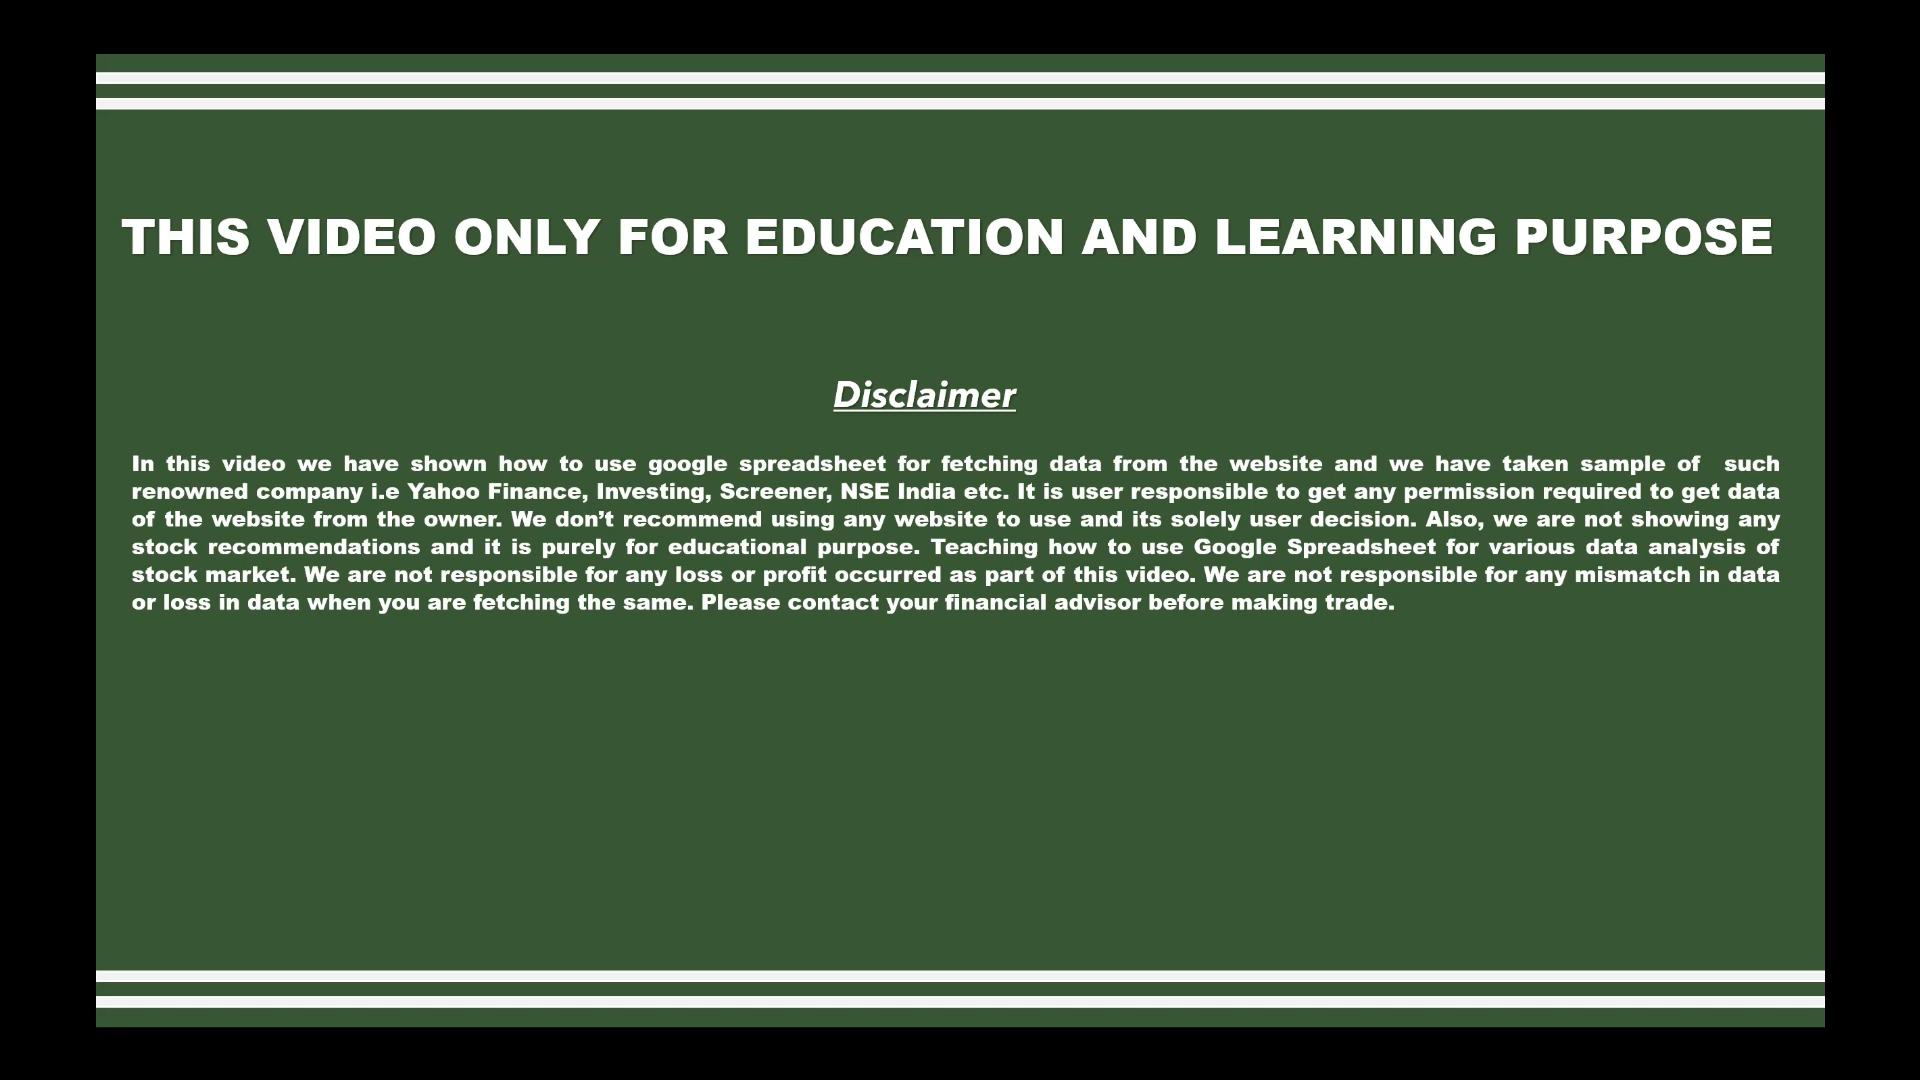 THIS VIDEO ONLY FOR EDUCATION AND LEARNING PURPOSE
Disclaimer
In this video we have shown how to use google spreadsheet for fetching data from the website and we have taken sample of such
renowned company i.e Yahoo Finance, Investing, Screener, NSE India etc. It is user responsible to get any permission required to get data
of the website from the owner. We don’t recommend using any website to use and its solely user decision. Also, we are not showing any
stock recommendations and it is purely for educational purpose. Teaching how to use Google Spreadsheet for various data analysis of
stock market. We are not responsible for any loss or profit occurred as part of this video. We are not responsible for any mismatch in data
or loss in data when you are fetching the same. Please contact your financial advisor before making trade.